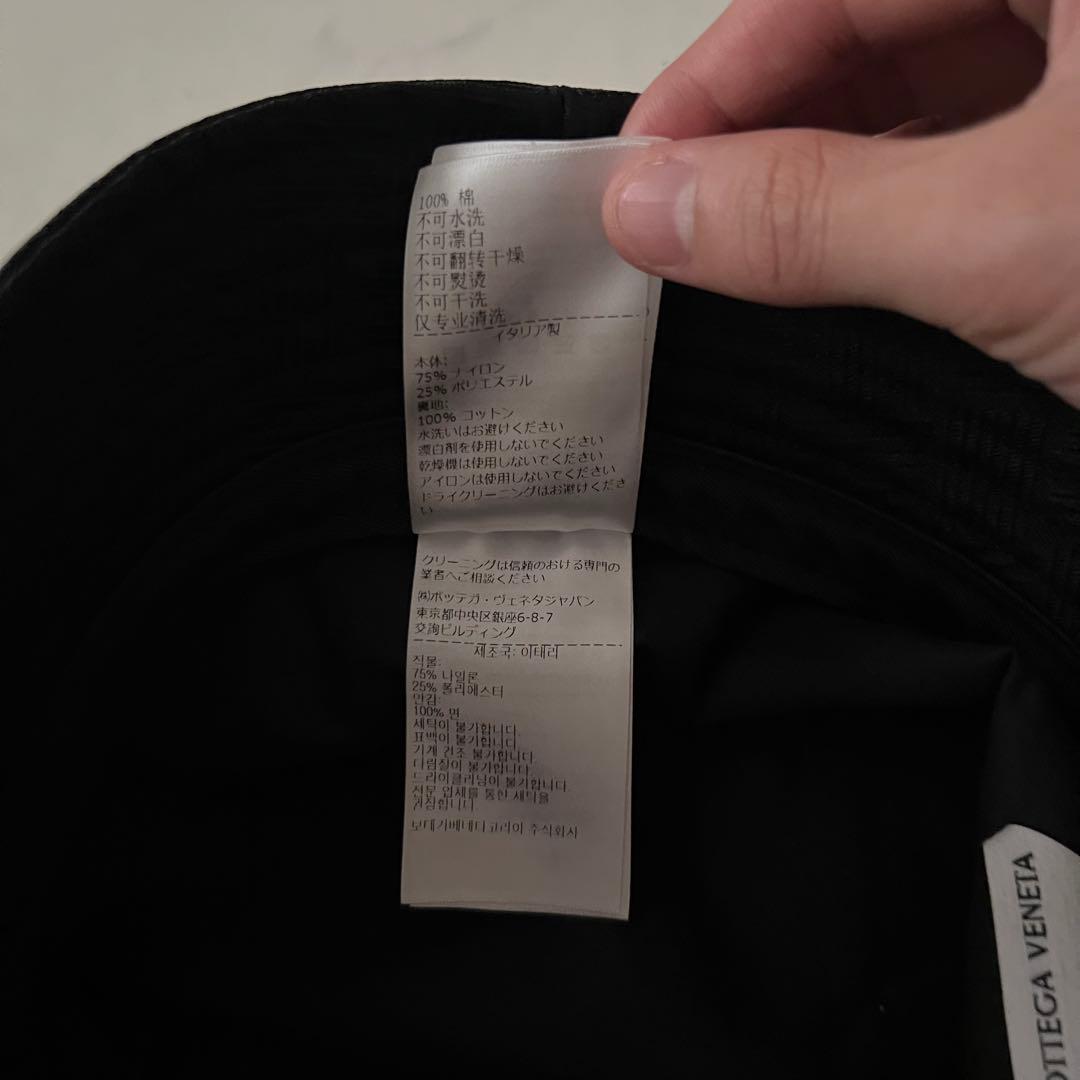 100% 棉
不可水洗
不可漂白
不可翻转干燥
不可熨烫
不可干洗
仅专业清洗
イタリア製
本体:
75% ナイロン
25% ポリエステル
裏地:
100% コットン
水洗いはお避けください
漂白剤を使用しないでください
乾燥機は使用しないでください
アイロンは使用しないでください
ドライクリーニングはお避けくださ
い
クリーニングは信頼のおける専門の
業者へご相談ください
㈱ボッテガ・ヴェネタジャパン
東京都中央区銀座6-8-7
交詢ビルディング
제조국: 이태리
직물:
75% 나일론
25% 폴리에스터
안감:
100% 면
세탁이 불가합니다.
표백이 불가합니다.
기계 건조 불가합니다.
다림질이 불가합니다.
드라이클리닝이 불가합니다.
전문 업체를 통한 세탁을
권장합니다.
보테가베네타코리아 주식회사
OTTEGA VENETA